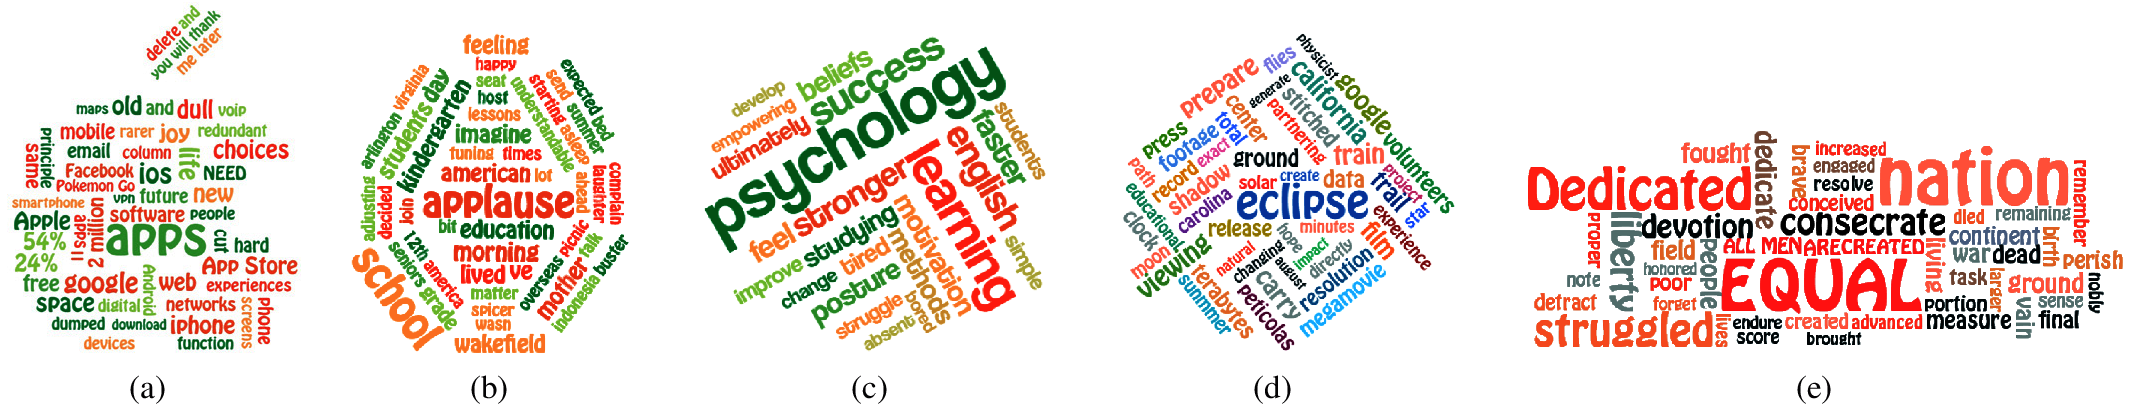 delete and
you will thank
me later
maps old and dull voip
principle
sane
mobile rarer joy redundant
email column life choices
Facebook ios NEED
Pokemon Go
vpn future new
smartphone
2 million
apps 11
software people
Apple
apps
cut hard
54%
24%
App Store
free google
Android
web experiences
space digital networks
screens
phone
dumped download iphone
devices function
(a)
feeling
happy
seat
host
lessons
imagine
tuning times
american lot
applause
bit education
morning
lived ve
matter
spicer
wasn
wakefield
arlington virginia
students day
kindergarten
adjusting
decided
join
12th america
seniors grade
school
understandable
starting asleep
send summer
expected bed
ahead
laughter
complain
overseas picnic
mother talk
indonesia buster
(b)
develop beliefs
empowering success
ultimately
psychology
feel stronger
improve studying
change tired
posture
struggle
absent bored
methods
motivation
learning
english
faster
students
simple
(c)
prepare flies
press center
footage total
path record exact
shadow
educational
clock carolina
moon
viewing
physicist
generate california google
stitched
partnering
volunteers
ground train
solar create data
eclipse
release minutes
project
trail
star
experience
film
natural
terabytes
summer
changing hope
august impact
carry directly
peticolas resolution
megamovie
(d)
fought dedicate brave increased
engaged
resolve
conceived
Dedicated nation
remember
proper liberty devotion consecrate died remaining
field people ALL MEN ARE CREATED living continent birth
war dead perish
note honored
poor EQUAL task larger ground nobly
detract forget portion vain sense
struggled lives endure created advanced measure final
score brought
(e)